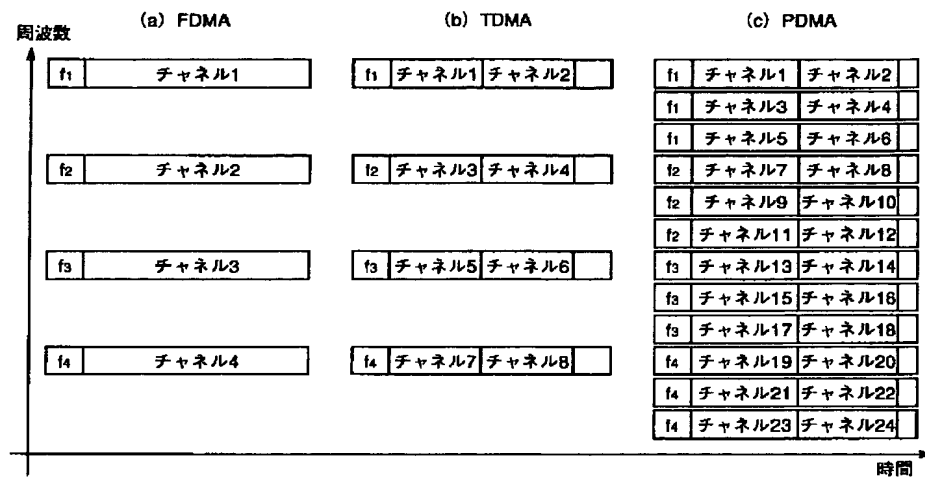 (a) FDMA
(b) TDMA
(c) PDMA
周波数
f1 チャネル1
f2 チャネル2
f3 チャネル3
f4 チャネル4
f1 チャネル1 チャネル2
f2 チャネル3 チャネル4
f3 チャネル5 チャネル6
f4 チャネル7 チャネル8
f1 チャネル1 チャネル2
f1 チャネル3 チャネル4
f1 チャネル5 チャネル6
f2 チャネル7 チャネル8
f2 チャネル9 チャネル10
f2 チャネル11 チャネル12
f3 チャネル13 チャネル14
f3 チャネル15 チャネル16
f3 チャネル17 チャネル18
f4 チャネル19 チャネル20
f4 チャネル21 チャネル22
f4 チャネル23 チャネル24
時間